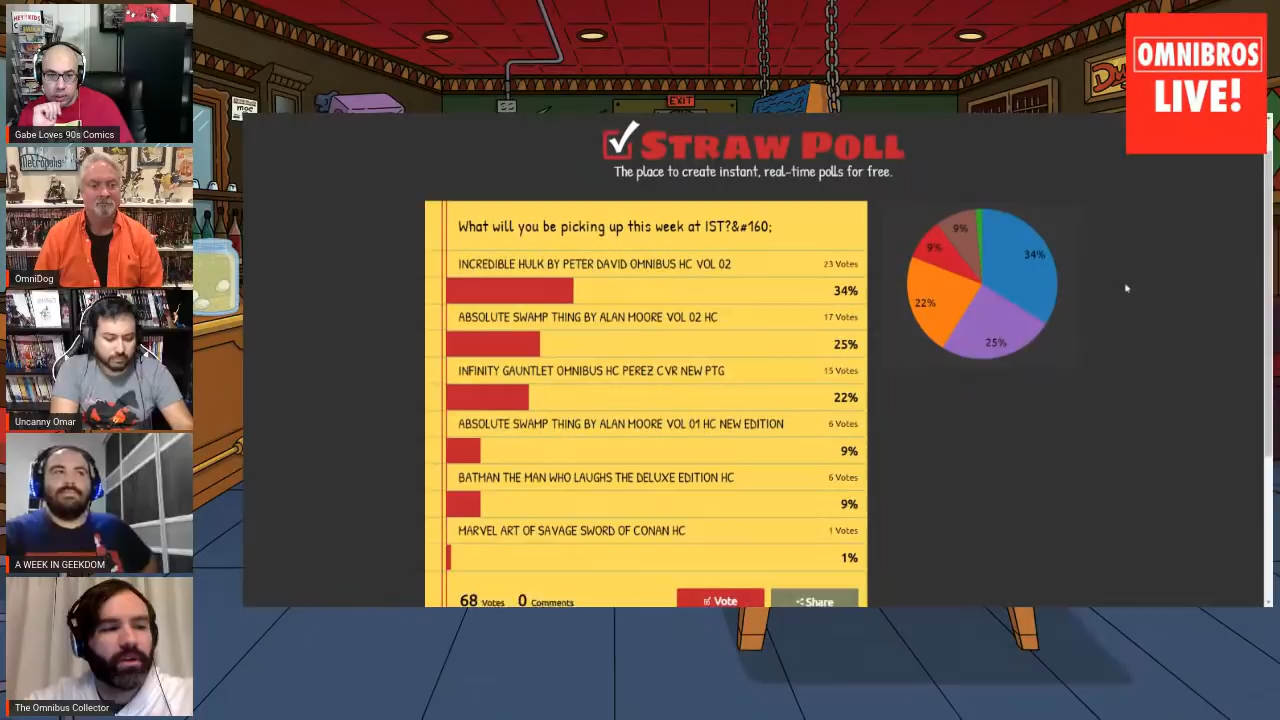 HEY KIDS
Gabe Loves 90s Comics
Metropolis
OmniDog
Uncanny Omar
A WEEK IN GEEKDOM
The Omnibus Collector
moe
EXIT
OMNIBROS
LIVE!
STRAW POLL
The place to create instant, real-time polls for free.
What will you be picking up this week at IST?&#160;
INCREDIBLE HULK BY PETER DAVID OMNIBUS HC VOL 02 23 Votes
34%
ABSOLUTE SWAMP THING BY ALAN MOORE VOL 02 HC 17 Votes
25%
INFINITY GAUNTLET OMNIBUS HC PEREZ CVR NEW PTG 15 Votes
22%
ABSOLUTE SWAMP THING BY ALAN MOORE VOL 01 HC NEW EDITION 6 Votes
9%
BATMAN THE MAN WHO LAUGHS THE DELUXE EDITION HC 6 Votes
9%
MARVEL ART OF SAVAGE SWORD OF CONAN HC 1 Votes
1%
68 Votes 0 Comments Vote Share
9%
9%
34%
22%
25%